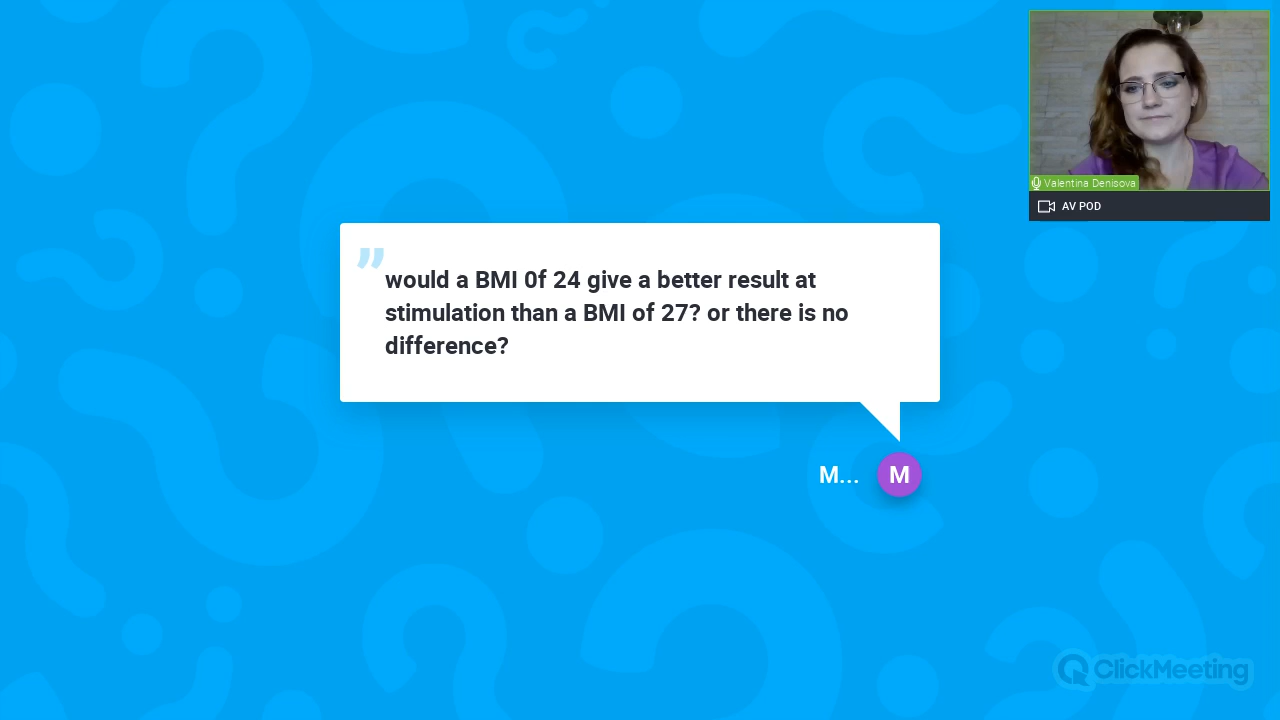 Valentina Denisova
AV POD
”
would a BMI 0f 24 give a better result at
stimulation than a BMI of 27? or there is no
difference?
M... M
ClickMeeting